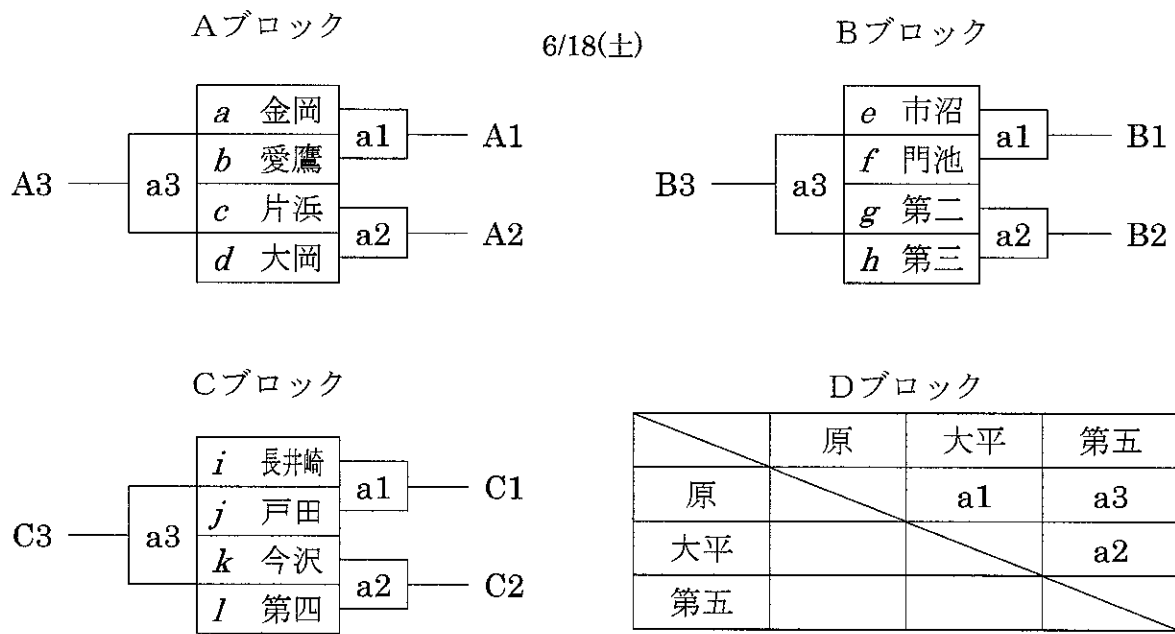 Aブロック
6/18(土)
Bブロック
a 金岡
a1
A1
b 愛鷹
A3
a3
c 片浜
a2
A2
d 大岡
e 市沼
a1
B1
f 門池
B3
a3
g 第二
a2
B2
h 第三
Cブロック
Dブロック
i 長井崎
a1
C1
j 戸田
C3
a3
k 今沢
a2
C2
l 第四
原 大平 第五
原 a1 a3
大平 a2
第五